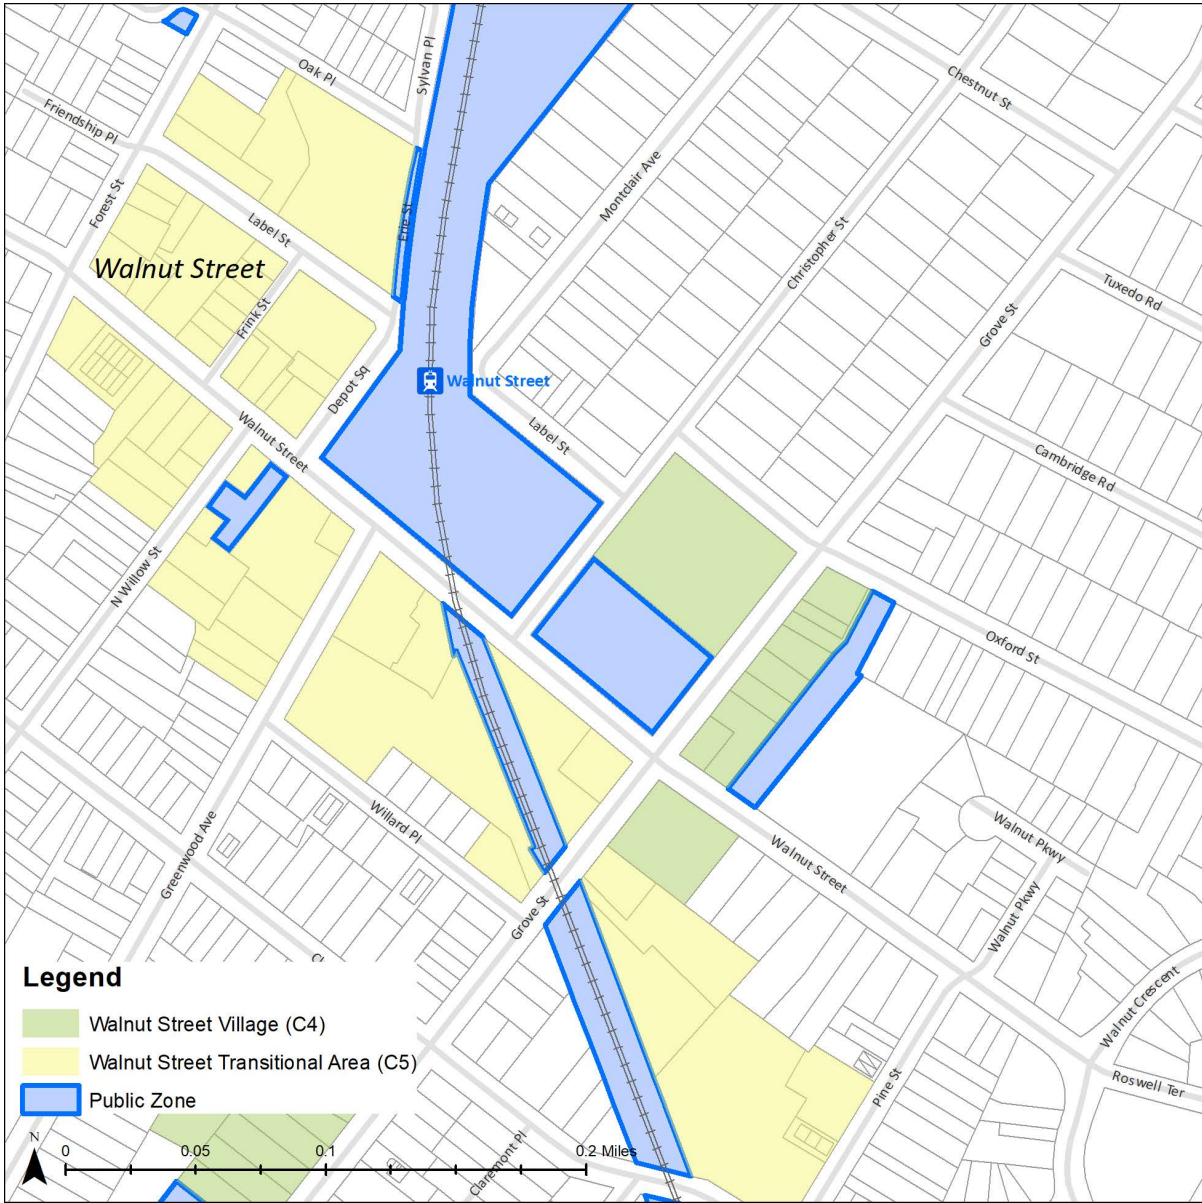 Oak Pl
Sylvan Pl
Chestnut St
Friendship Pl
Montclair Ave
Forest St
Label St
Erie St
Christopher St
Walnut Street
Tuxedo Rd
Frink St
Grove St
Walnut Street
Depot Sq
Label St
Walnut Street
Cambridge Rd
N Willow St
Oxford St
Willard Pl
Greenwood Ave
Walnut Pkwy
Walnut Street
Walnut Pkwy
Grove St
Walnut Crescent
Legend
Walnut Street Village (C4)
Walnut Street Transitional Area (C5)
Public Zone
Pine St
Roswell Ter
Claremont Pl
N
0 0.05 0.1 0.2 Miles